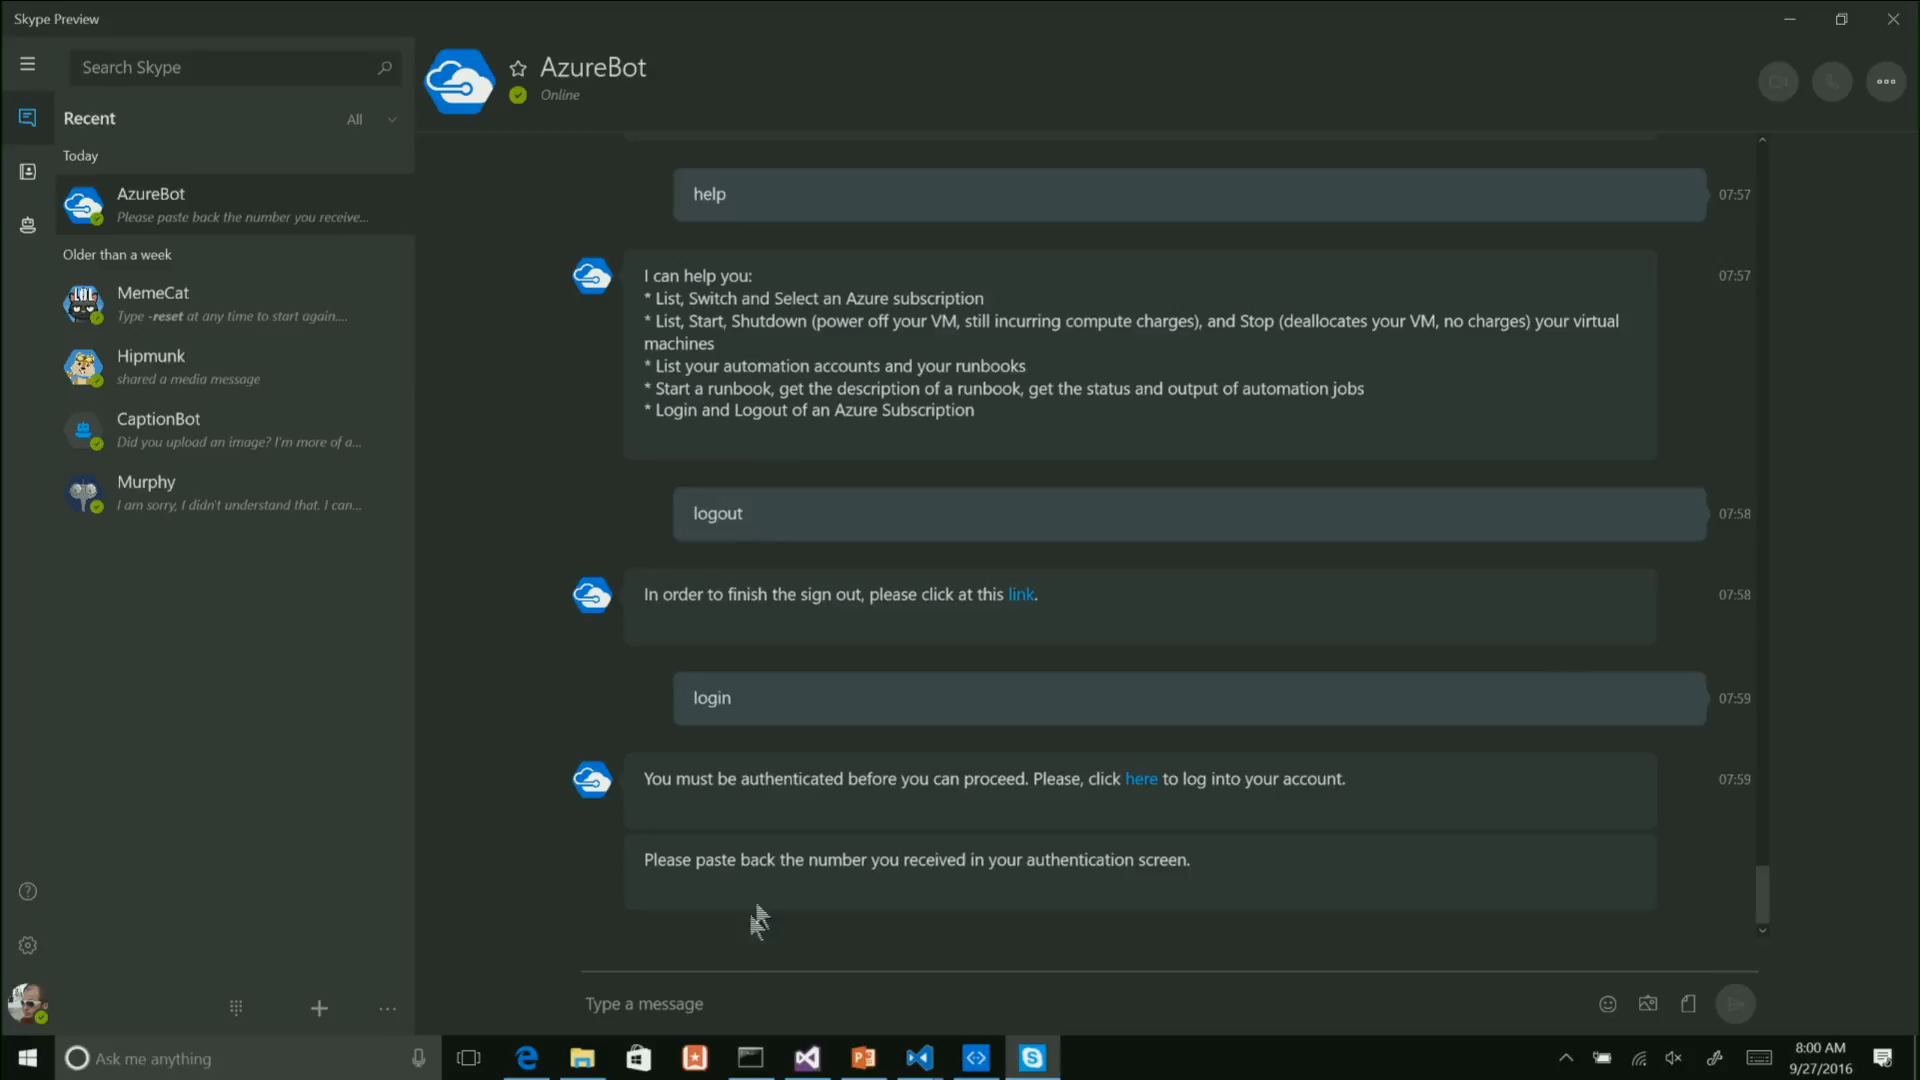 Skype Preview
Search Skype
Recent
All
Today
AzureBot
Please paste back the number you receive...
Older than a week
MemeCat
Type -reset at any time to start again....
Hipmunk
shared a media message
CaptionBot
Did you upload an image? I'm more of a...
Murphy
I am sorry, I didn't understand that. I can...
AzureBot
Online
help
07:57
I can help you:
07:57
* List, Switch and Select an Azure subscription
* List, Start, Shutdown (power off your VM, still incurring compute charges), and Stop (deallocates your VM, no charges) your virtual
machines
* List your automation accounts and your runbooks
* Start a runbook, get the description of a runbook, get the status and output of automation jobs
* Login and Logout of an Azure Subscription
logout
07:58
In order to finish the sign out, please click at this link.
07:58
login
07:59
You must be authenticated before you can proceed. Please, click here to log into your account.
07:59
Please paste back the number you received in your authentication screen.
Type a message
Ask me anything
8:00 AM
9/27/2016